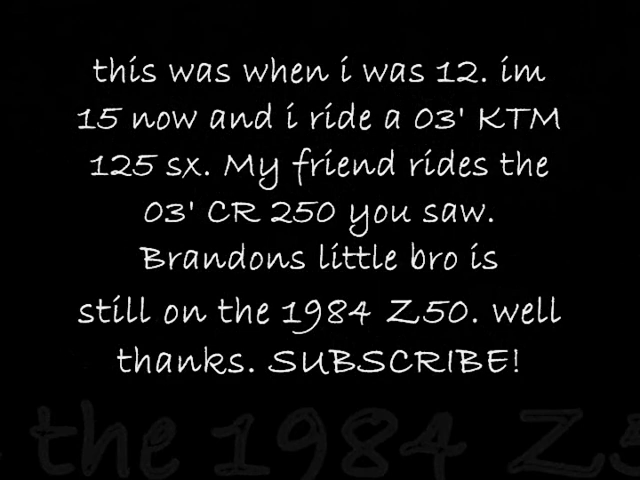 this was when i was 12. im
15 now and i ride a 03' KTM
125 sx. My friend rides the
03' CR 250 you saw.
Brandons little bro is
still on the 1984 Z50. well
thanks. SUBSCRIBE!
the 1984 Z5